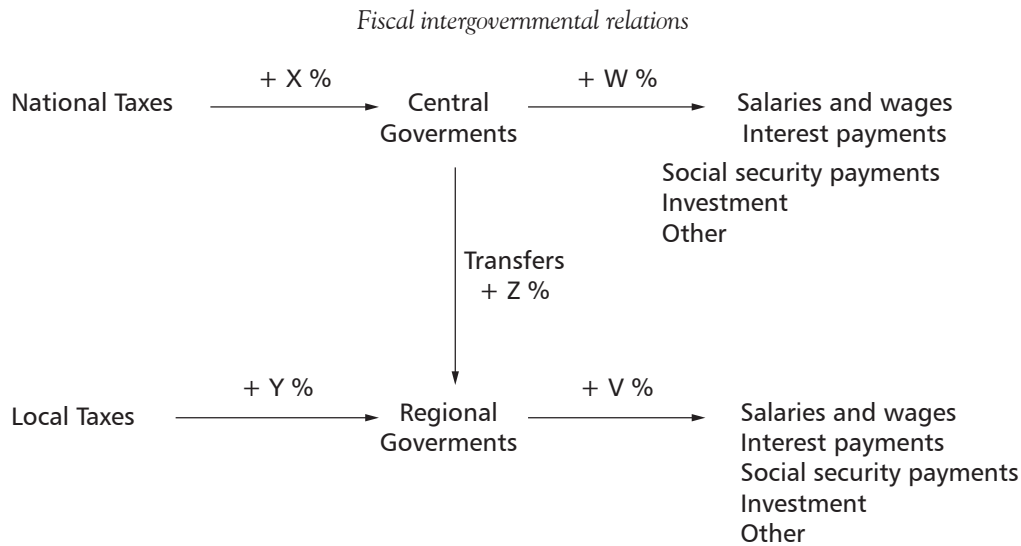 Fiscal intergovernmental relations
+ X %
+ W %
National Taxes
Central
Goverments
Salaries and wages
Interest payments
Social security payments
Investment
Other
Transfers
+ Z %
+ Y %
+ V %
Local Taxes
Regional
Goverments
Salaries and wages
Interest payments
Social security payments
Investment
Other